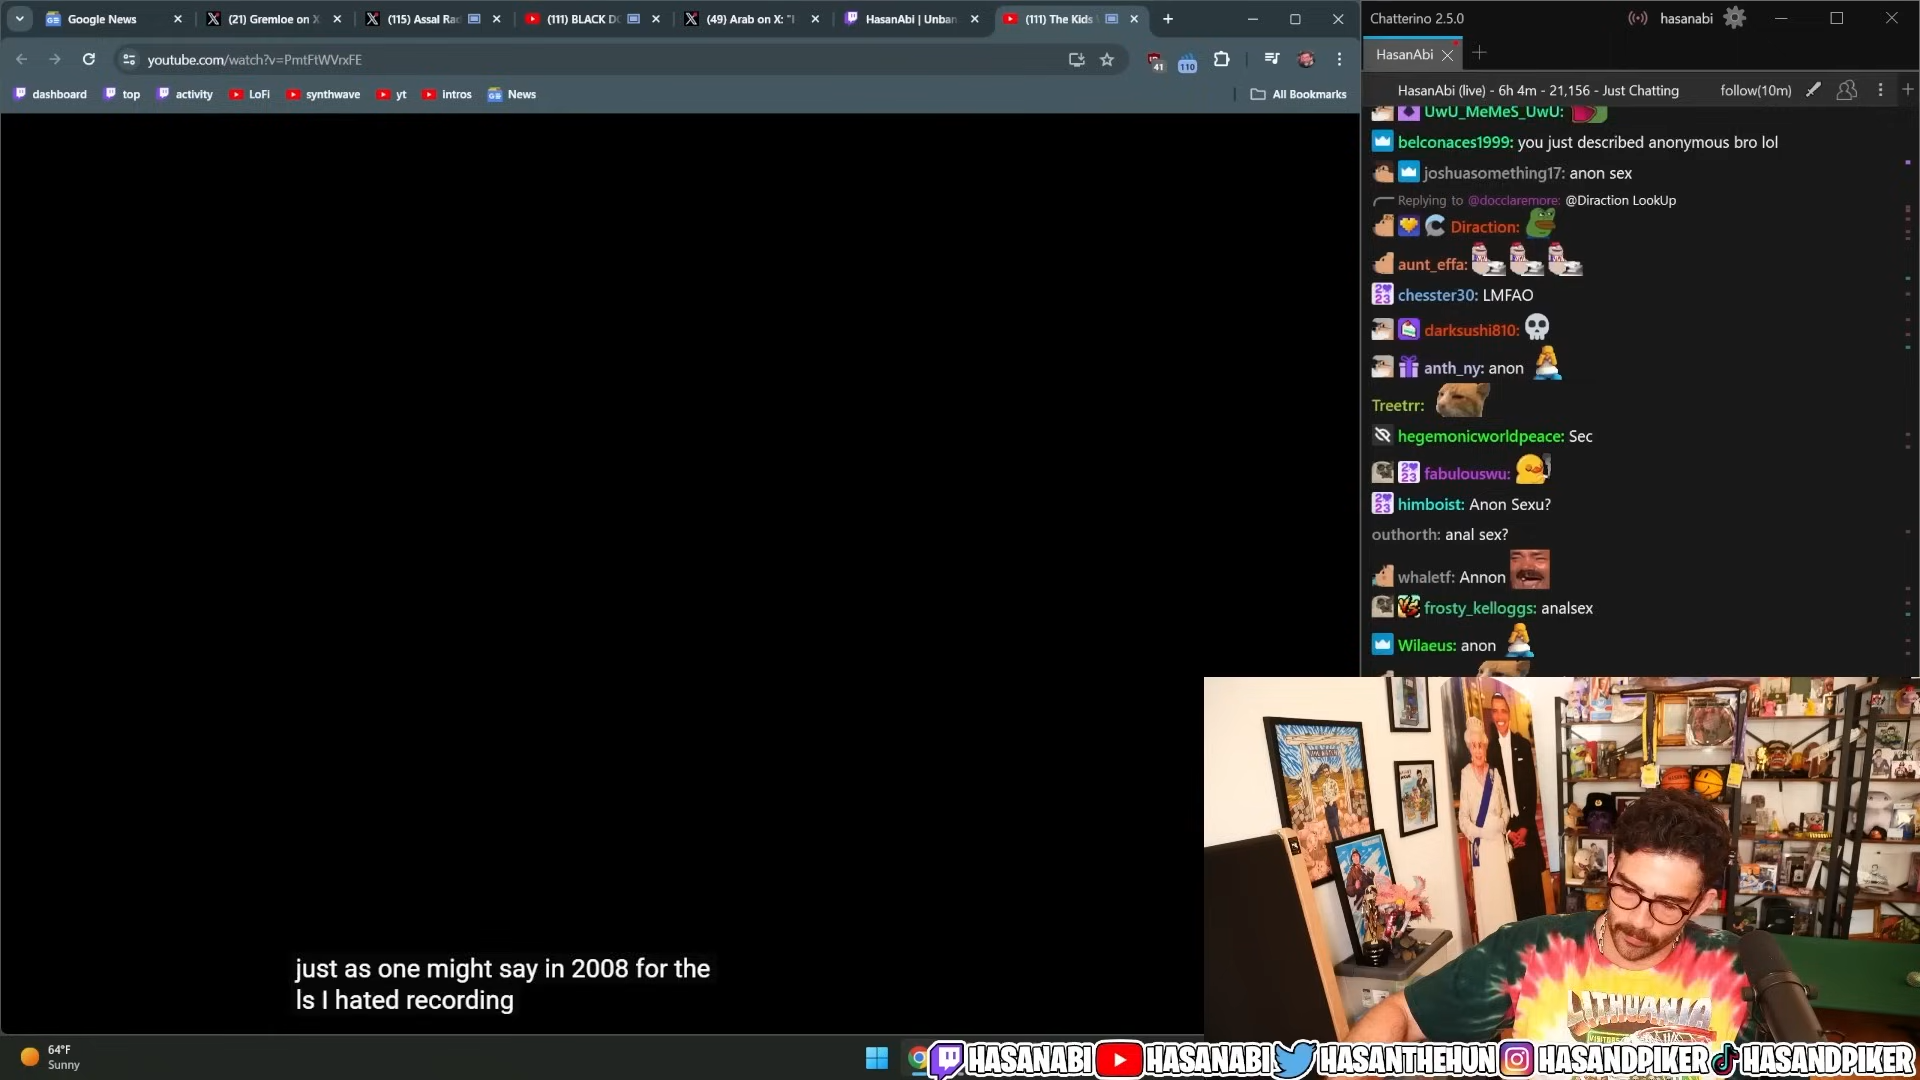 Google News
(21) Gremloe on X
(115) Assal Rad
(111) BLACK DO
(49) Arab on X: "I
HasanAbi | Unban
(111) The Kids
youtube.com/watch?v=PmtFtWVrxFE
41
110
dashboard
top
activity
LoFi
synthwave
yt
intros
News
All Bookmarks
Chatterino 2.5.0
hasanabi
HasanAbi
HasanAbi (live) - 6h 4m - 21,156 - Just Chatting
follow(10m)
UwU_MeMeS_UwU:
belconaces1999: you just described anonymous bro lol
joshuasomething17: anon sex
Replying to @docclaremore: @Diraction LookUp
Diraction:
aunt_effa:
chesster30: LMFAO
darksushi810:
anth_ny: anon
Treetrr:
hegemonicworldpeace: Sec
fabulouswu:
himboist: Anon Sexu?
outhorth: anal sex?
whaletf: Annon
frosty_kelloggs: analsex
Wilaeus: anon
just as one might say in 2008 for the
ls I hated recording
LITHUANIA
64°F
Sunny
HASANABI
HASANABI
HASANTHEHUN
HASANDPIKER
HASANDPIKER